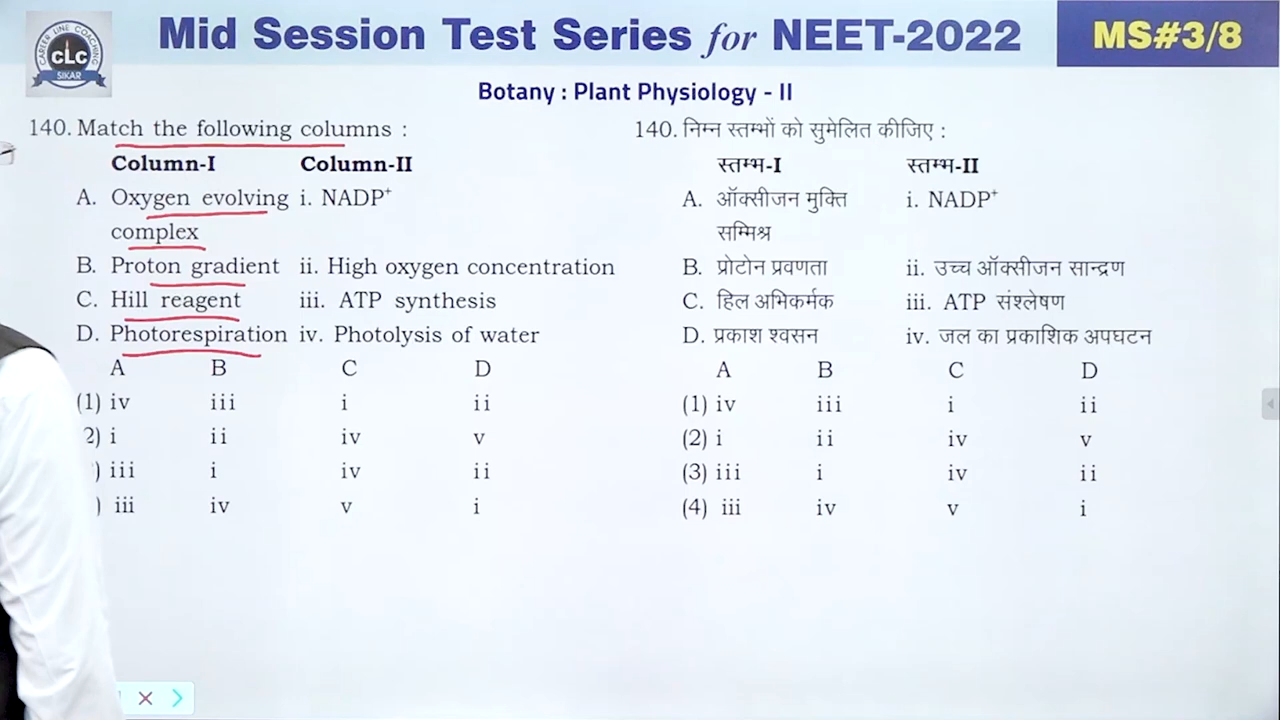 CAREER LINE COACHING
CLC
SIKAR
Mid Session Test Series for NEET-2022
MS#3/8
Botany : Plant Physiology - II
140. Match the following columns :
Column-I Column-II
A. Oxygen evolving i. NADP⁺
complex
B. Proton gradient ii. High oxygen concentration
C. Hill reagent iii. ATP synthesis
D. Photorespiration iv. Photolysis of water
A B C D
(1) iv iii i ii
2) i ii iv v
) iii i iv ii
) iii iv v i
140. निम्न स्तम्भों को सुमेलित कीजिए :
स्तम्भ-I स्तम्भ-II
A. ऑक्सीजन मुक्ति i. NADP⁺
सम्मिश्र
B. प्रोटोन प्रवणता ii. उच्च ऑक्सीजन सान्द्रण
C. हिल अभिकर्मक iii. ATP संश्लेषण
D. प्रकाश श्वसन iv. जल का प्रकाशिक अपघटन
A B C D
(1) iv iii i ii
(2) i ii iv v
(3) iii i iv ii
(4) iii iv v i